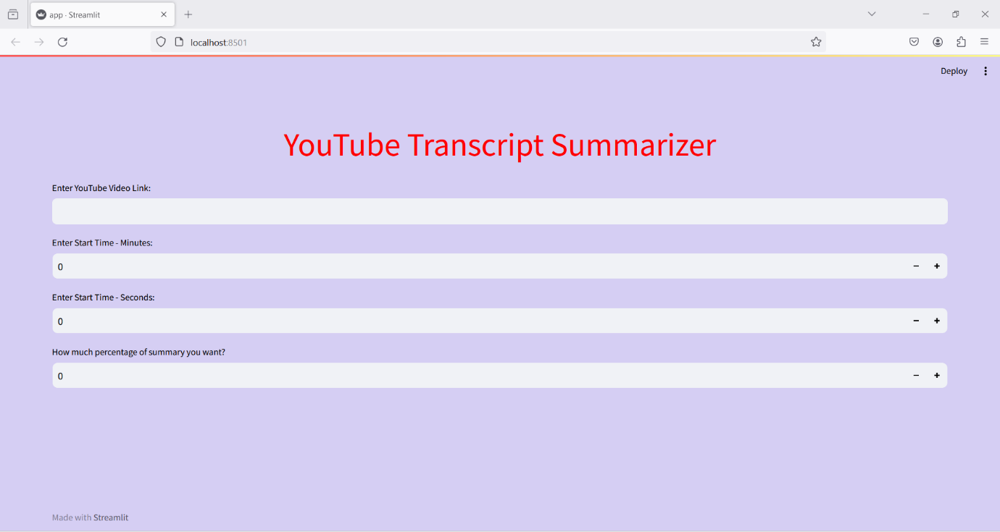 app · Streamlit
localhost:8501
Deploy
YouTube Transcript Summarizer
Enter YouTube Video Link:
Enter Start Time - Minutes:
0
Enter Start Time - Seconds:
0
How much percentage of summary you want?
0
Made with Streamlit